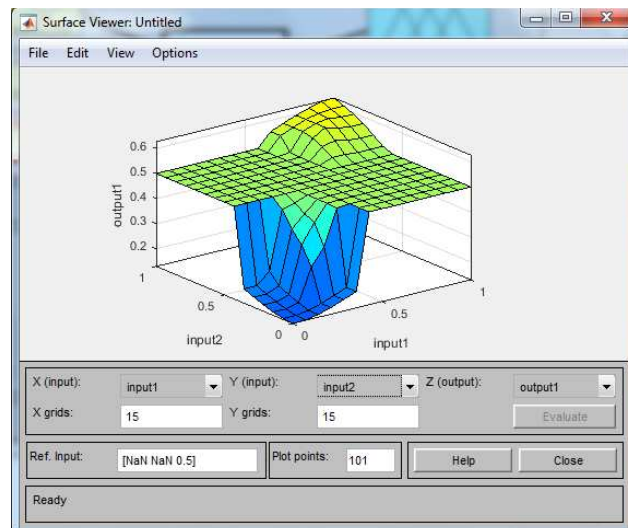 Surface Viewer: Untitled
File Edit View Options
0.6
0.5
0.4
0.3
0.2
output1
1
0.5
0
input2
0
0.5
1
input1
X (input): input1 Y (input): input2 Z (output): output1
X grids: 15 Y grids: 15 Evaluate
Ref. Input: [NaN NaN 0.5] Plot points: 101 Help Close
Ready